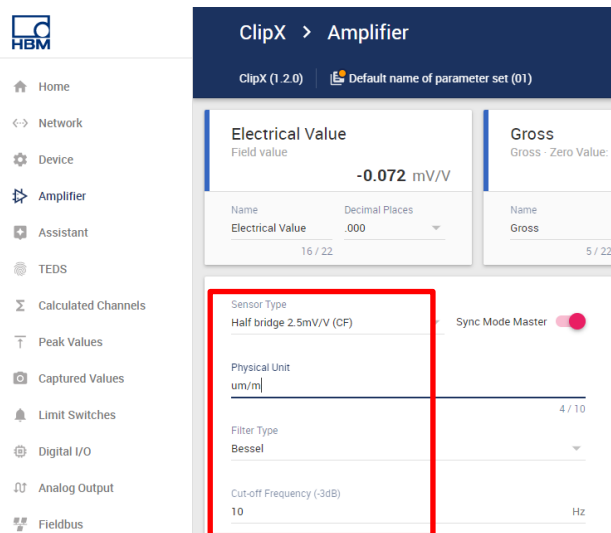 HBM
Home
Network
Device
Amplifier
Assistant
TEDS
Calculated Channels
Peak Values
Captured Values
Limit Switches
Digital I/O
Analog Output
Fieldbus
ClipX > Amplifier
ClipX (1.2.0) Default name of parameter set (01)
Electrical Value
Field value
-0.072 mV/V
Name Decimal Places
Electrical Value .000
16 / 22
Gross
Gross - Zero Value:
Name
Gross
5 / 22
Sensor Type
Half bridge 2.5mV/V (CF) Sync Mode Master
Physical Unit
um/m
4 / 10
Filter Type
Bessel
Cut-off Frequency (-3dB)
10 Hz